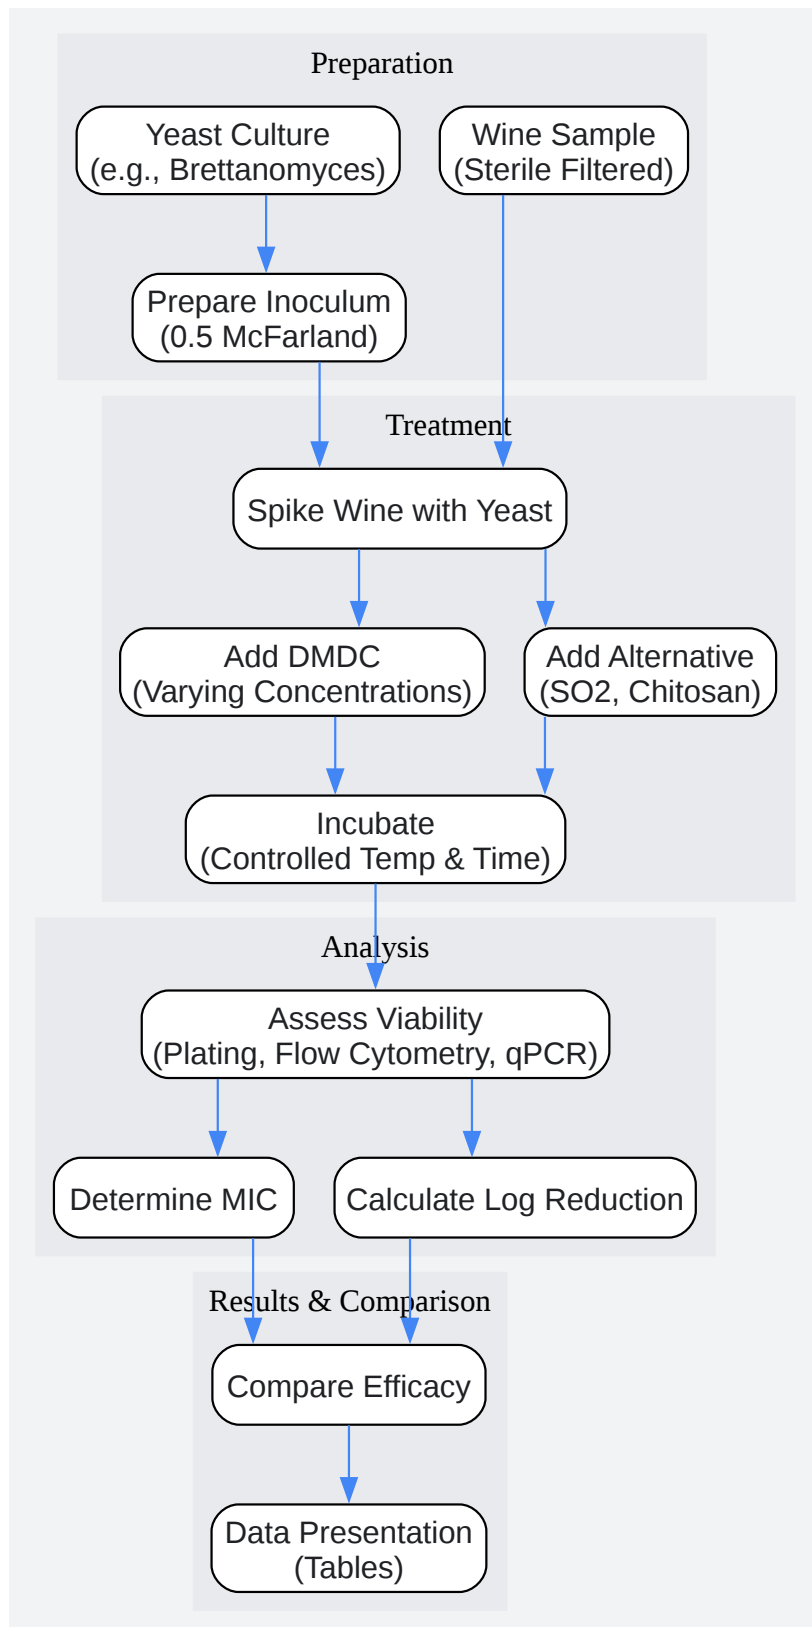 Preparation
Yeast Culture
(e.g., Brettanomyces)
Wine Sample
(Sterile Filtered)
Prepare Inoculum
(0.5 McFarland)
Treatment
Spike Wine with Yeast
Add DMDC
(Varying Concentrations)
Add Alternative
(SO2, Chitosan)
Incubate
(Controlled Temp & Time)
Analysis
Assess Viability
(Plating, Flow Cytometry, qPCR)
Determine MIC
Calculate Log Reduction
Results & Comparison
Compare Efficacy
Data Presentation
(Tables)